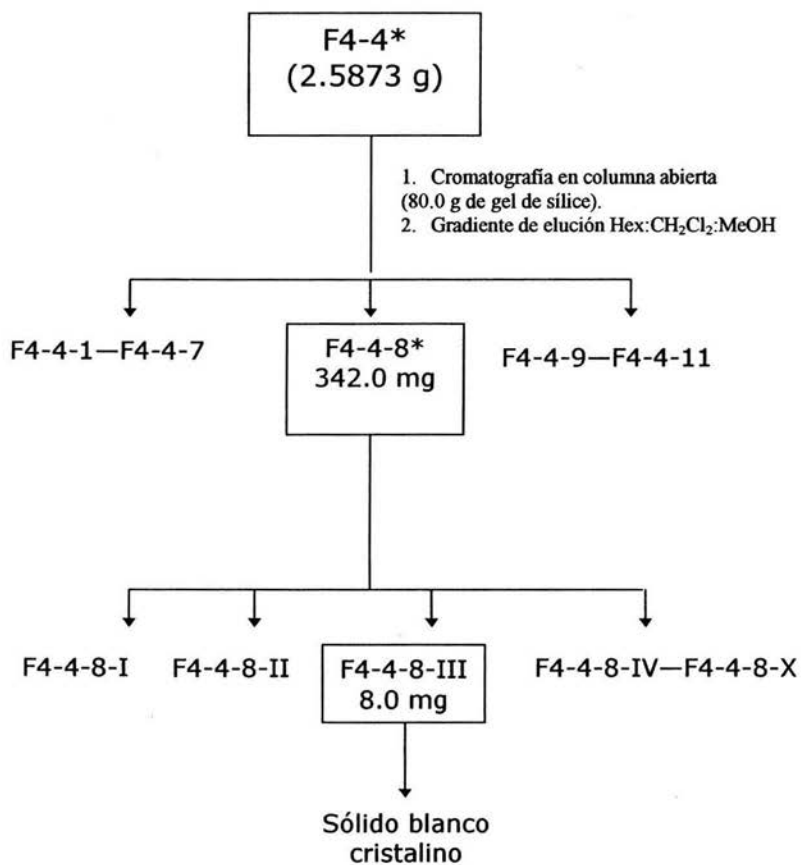 F4-4*
(2.5873 g)
1. Cromatografía en columna abierta
(80.0 g de gel de sílice).
2. Gradiente de elución Hex:CH₂Cl₂:MeOH
F4-4-1—F4-4-7
F4-4-8*
342.0 mg
F4-4-9—F4-4-11
F4-4-8-I
F4-4-8-II
F4-4-8-III
8.0 mg
F4-4-8-IV—F4-4-8-X
Sólido blanco
cristalino